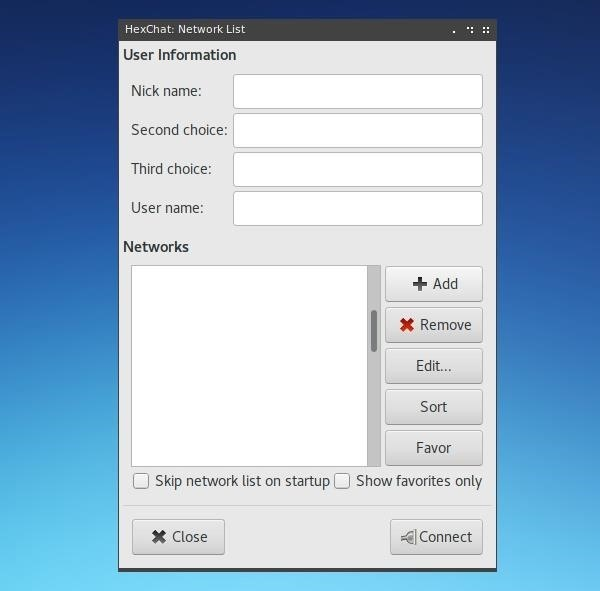 HexChat: Network List
User Information
Nick name:
Second choice:
Third choice:
User name:
Networks
Add
Remove
Edit...
Sort
Favor
Skip network list on startup Show favorites only
Close Connect